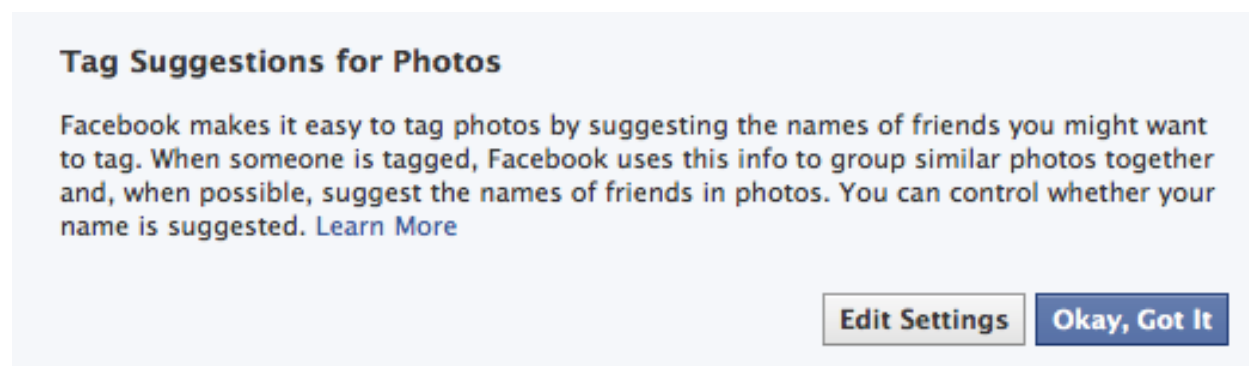 Tag Suggestions for Photos
Facebook makes it easy to tag photos by suggesting the names of friends you might want
to tag. When someone is tagged, Facebook uses this info to group similar photos together
and, when possible, suggest the names of friends in photos. You can control whether your
name is suggested. Learn More
Edit Settings Okay, Got It